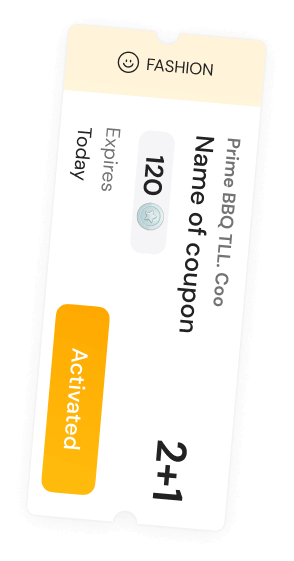 FASHION
Prime BBQ TLL. Coo
Name of coupon
2+1
120
Expires
Today
Activated